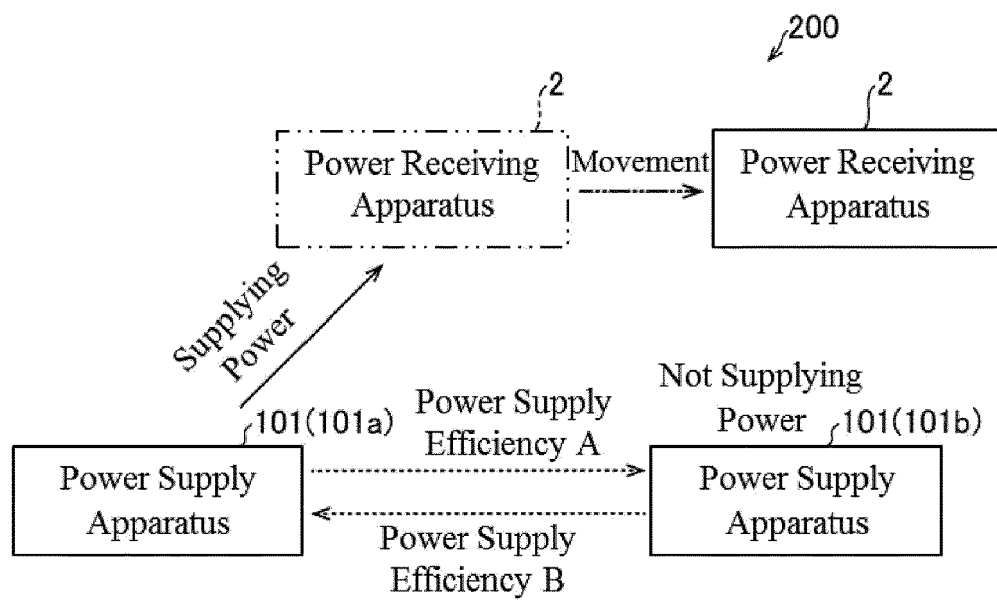 200
2
2
Power Receiving
Apparatus
Movement
Power Receiving
Apparatus
Supplying
Power
101(101a)
Power Supply
Efficiency A
Not Supplying
Power
101(101b)
Power Supply
Apparatus
Power Supply
Apparatus
Power Supply
Efficiency B